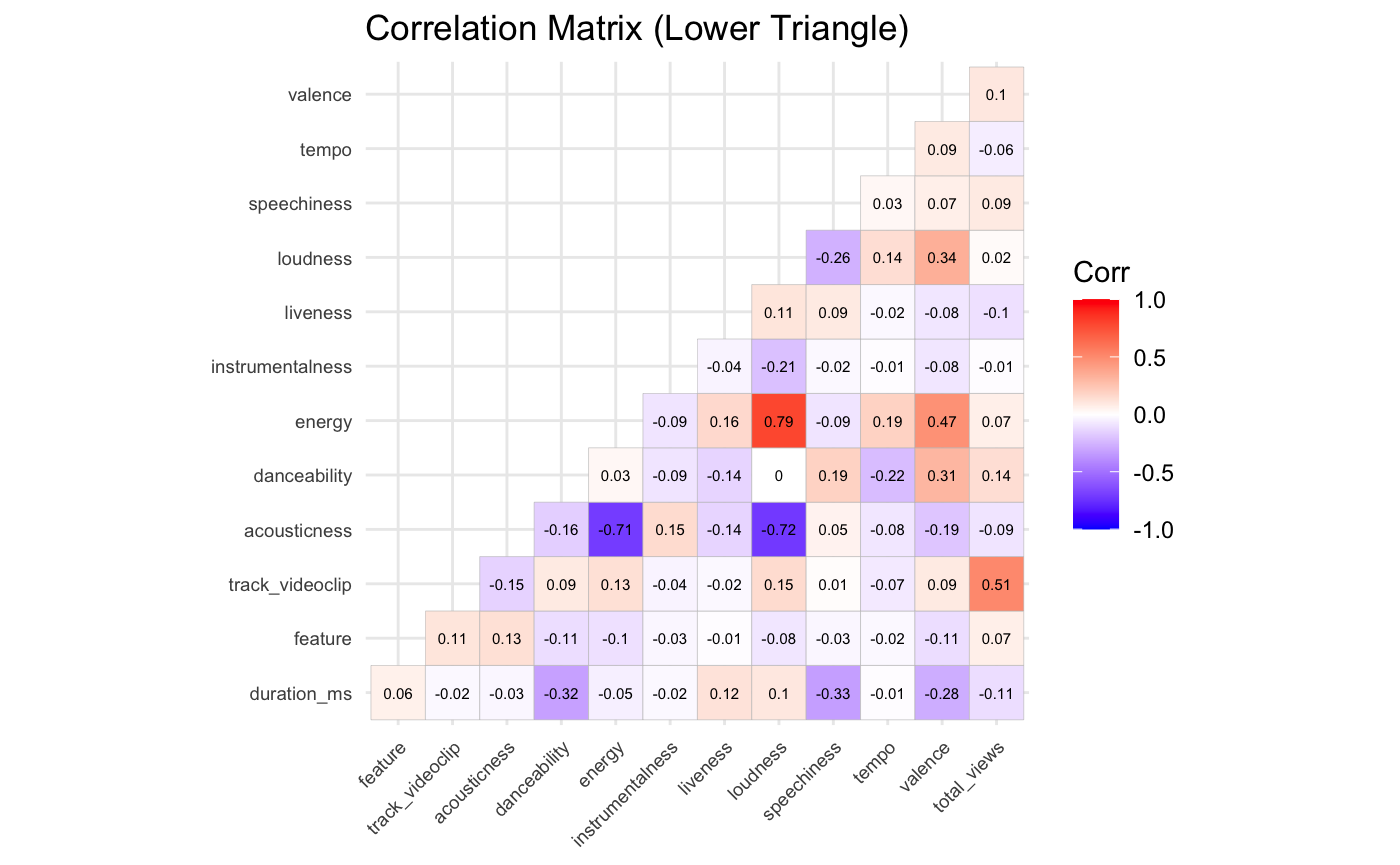 Correlation Matrix (Lower Triangle)
valence 0.1
tempo 0.09 -0.06
speechiness 0.03 0.07 0.09
loudness -0.26 0.14 0.34 0.02
liveness 0.11 0.09 -0.02 -0.08 -0.1
instrumentalness -0.04 -0.21 -0.02 -0.01 -0.08 -0.01
energy -0.09 0.16 0.79 -0.09 0.19 0.47 0.07
danceability 0.03 -0.09 -0.14 0 0.19 -0.22 0.31 0.14
acousticness -0.16 -0.71 0.15 -0.14 -0.72 0.05 -0.08 -0.19 -0.09
track_videoclip -0.15 0.09 0.13 -0.04 -0.02 0.15 0.01 -0.07 0.09 0.51
feature 0.11 0.13 -0.11 -0.1 -0.03 -0.01 -0.08 -0.03 -0.02 -0.11 0.07
duration_ms 0.06 -0.02 -0.03 -0.32 -0.05 -0.02 0.12 0.1 -0.33 -0.01 -0.28 -0.11
feature
track_videoclip
acousticness
danceability
energy
instrumentalness
liveness
loudness
speechiness
tempo
valence
total_views
Corr
1.0
0.5
0.0
-0.5
-1.0